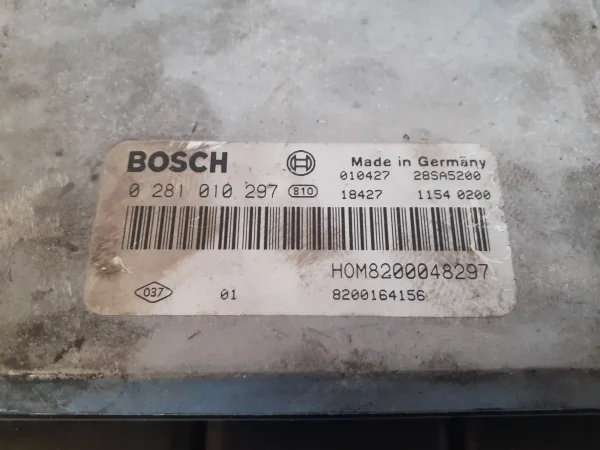 BOSCH Made in Germany
010427 28SA5200
0 281 010 297 810 18427 1154 0200
HOM8200048297
037 01 8200164156